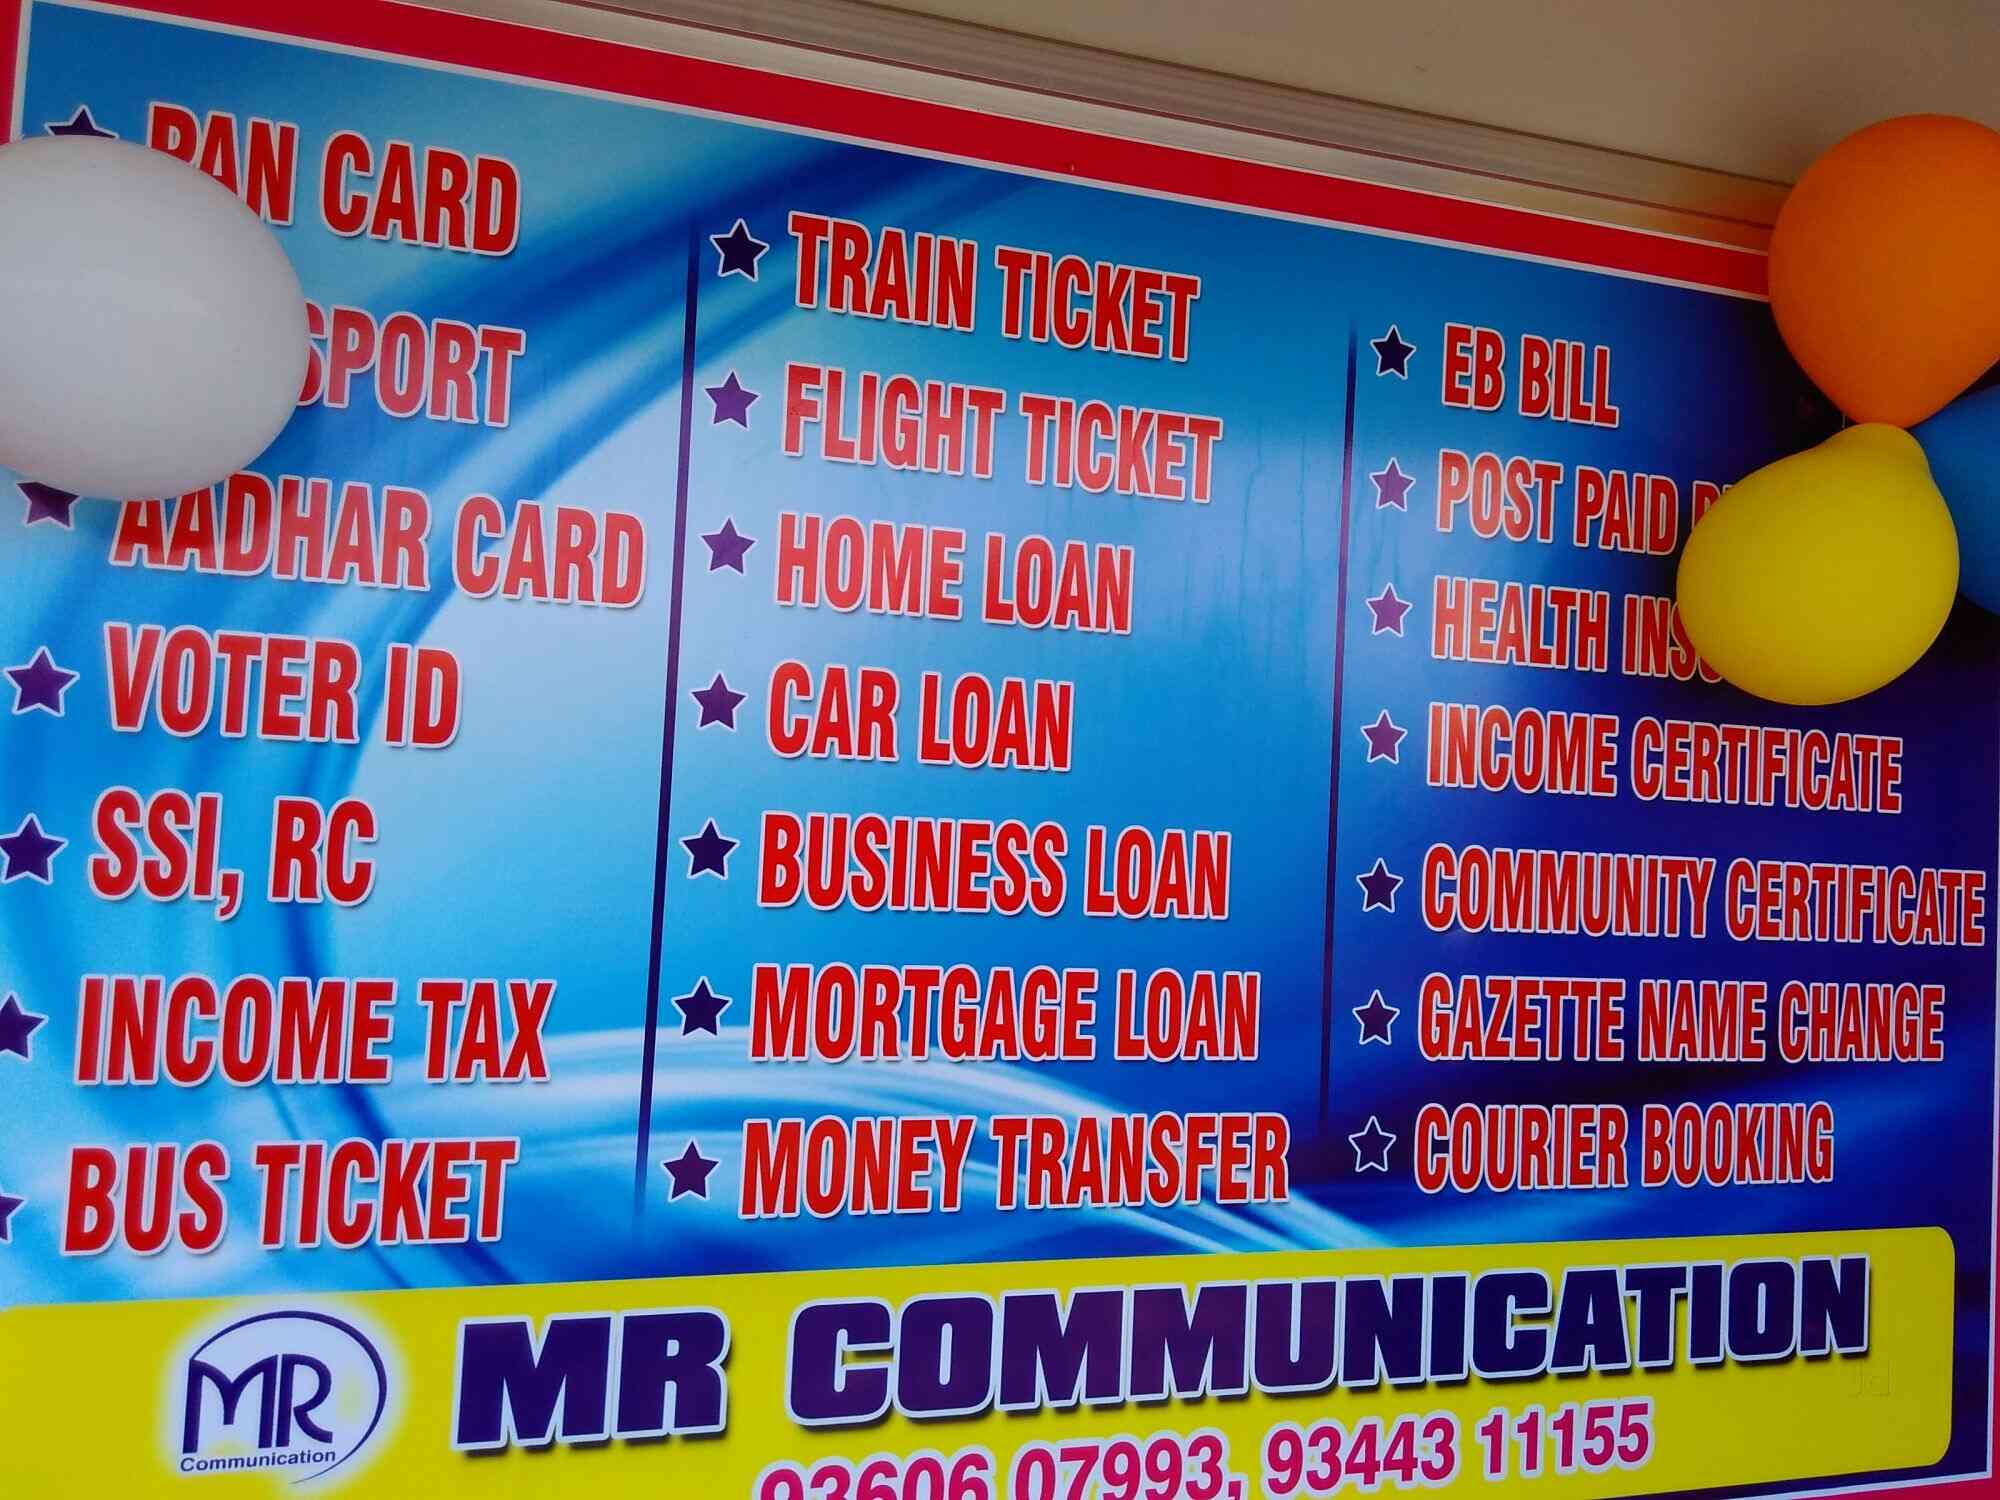 PAN CARD
SPORT
AADHAR CARD
VOTER ID
SSI, RC
INCOME TAX
BUS TICKET
TRAIN TICKET
FLIGHT TICKET
HOME LOAN
CAR LOAN
BUSINESS LOAN
MORTGAGE LOAN
MONEY TRANSFER
EB BILL
POST PAID
HEALTH INS
INCOME CERTIFICATE
COMMUNITY CERTIFICATE
GAZETTE NAME CHANGE
COURIER BOOKING
MR
Communication
MR COMMUNICATION
93606 07993, 93443 11155
Jd